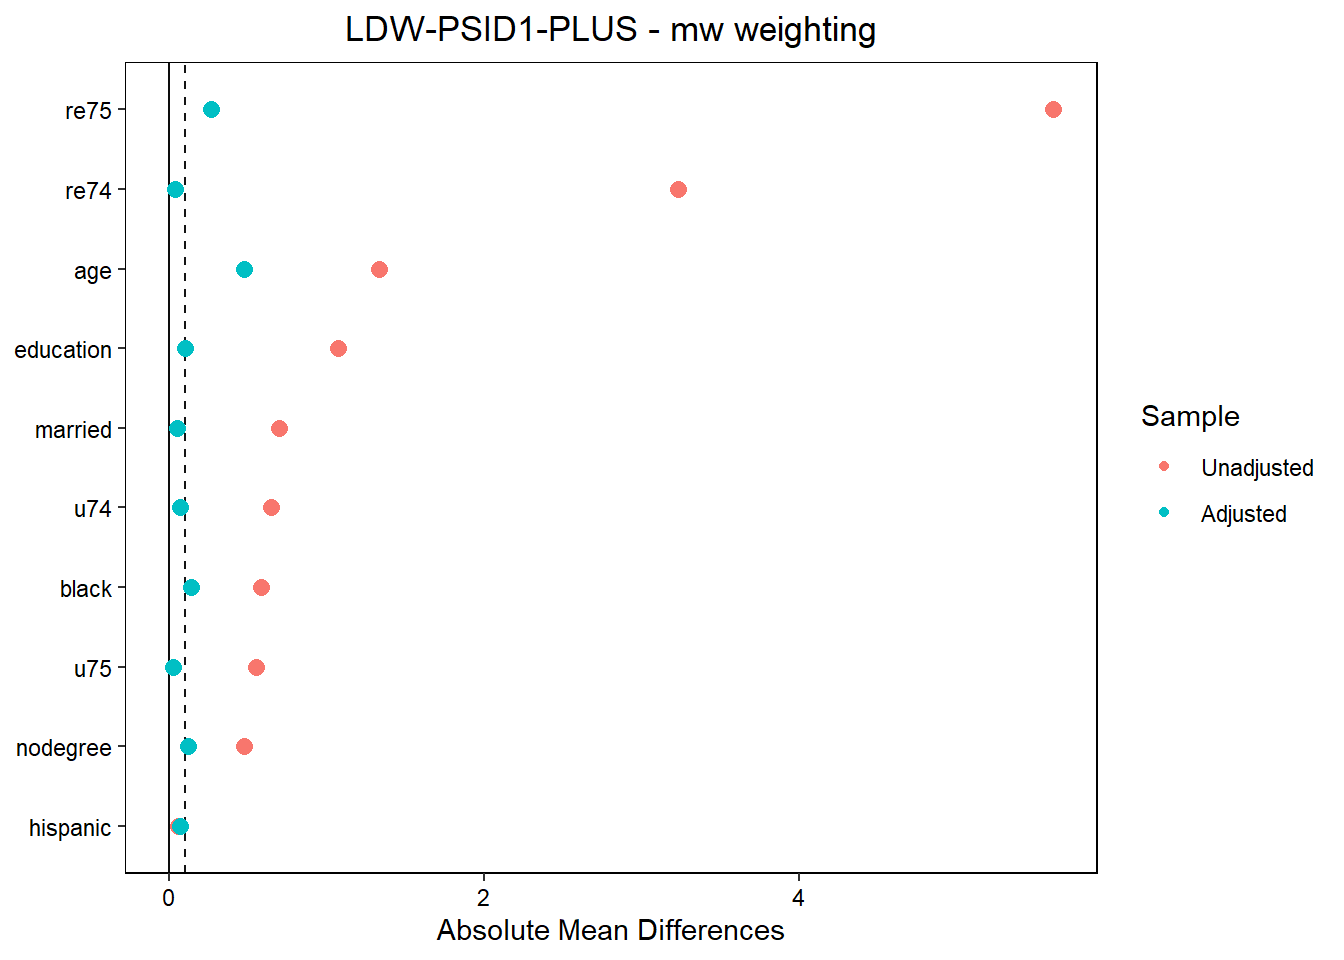 LDW-PSID1-PLUS - mw weighting
re75
re74
age
education
married
u74
black
u75
nodegree
hispanic
0 2 4
Absolute Mean Differences
Sample
Unadjusted
Adjusted